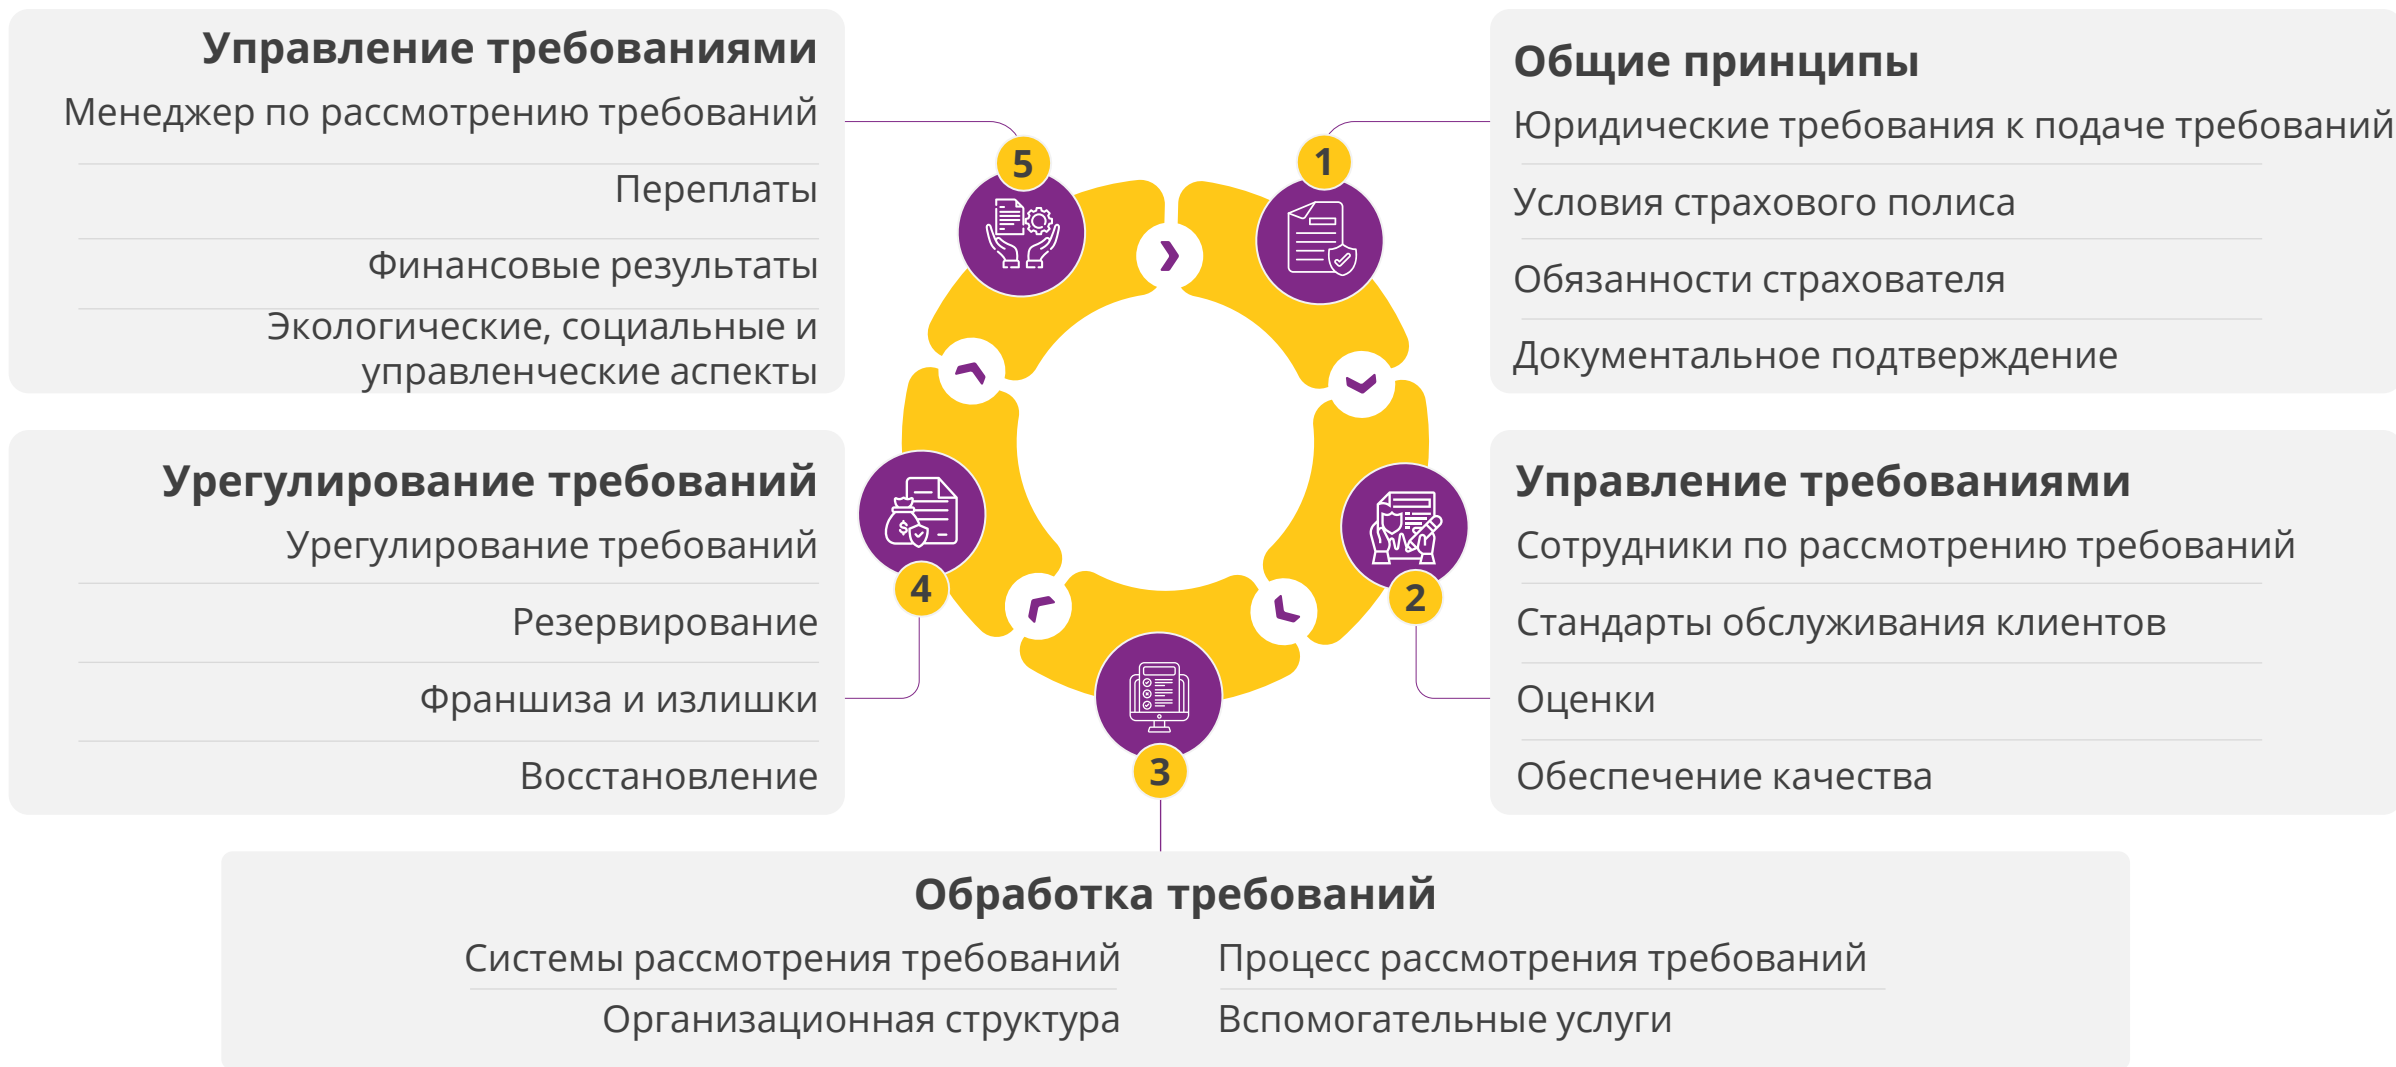 Управление требованиями
Менеджер по рассмотрению требований
Переплаты
Финансовые результаты
Экологические, социальные и
управленческие аспекты
5
1
Общие принципы
Юридические требования к подаче требований
Условия страхового полиса
Обязанности страхователя
Документальное подтверждение
Урегулирование требований
Урегулирование требований
Резервирование
Франшиза и излишки
Восстановление
4
$
2
Управление требованиями
Сотрудники по рассмотрению требований
Стандарты обслуживания клиентов
Оценки
Обеспечение качества
3
Обработка требований
Системы рассмотрения требований
Процесс рассмотрения требований
Организационная структура
Вспомогательные услуги